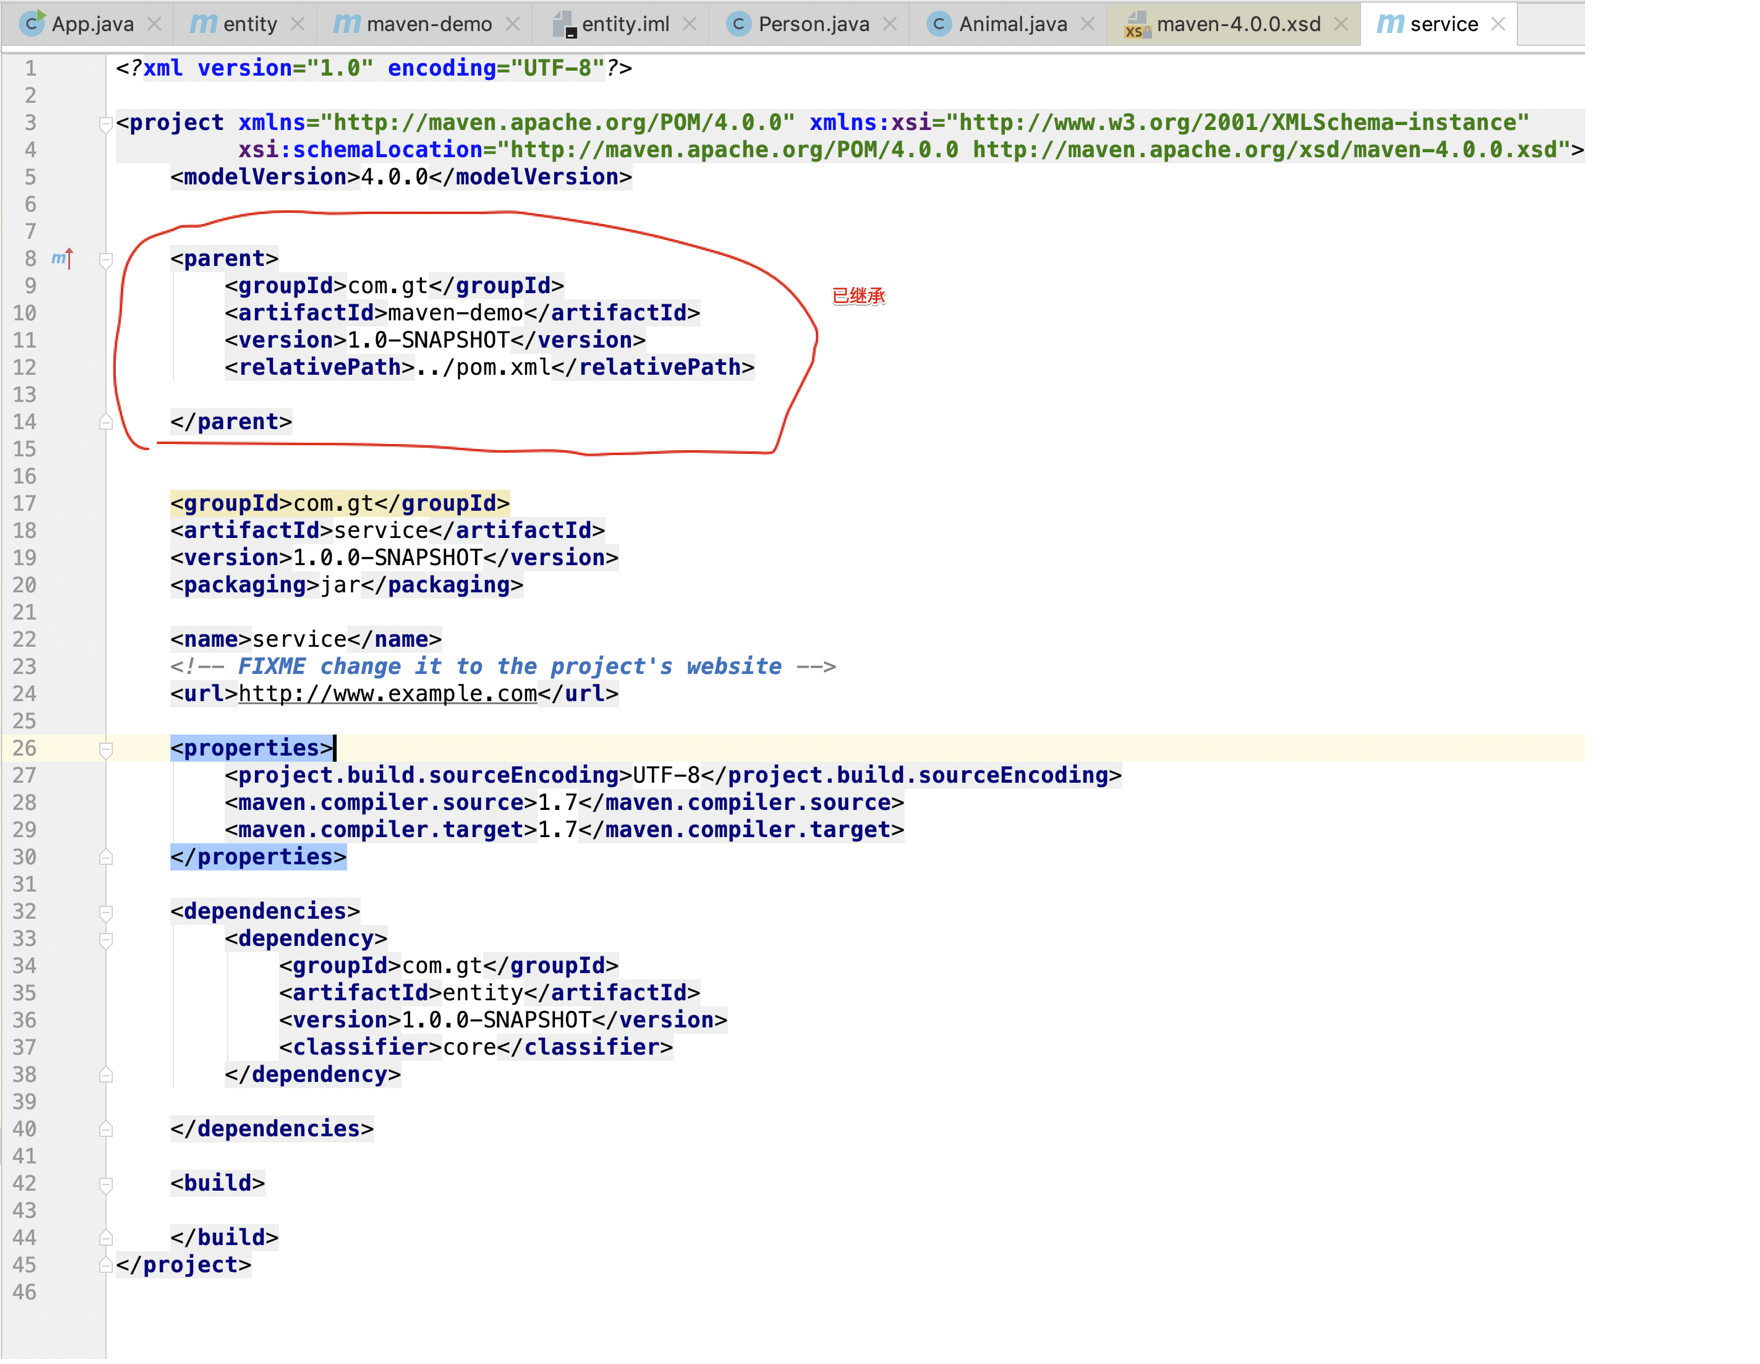 App.java entity maven-demo entity.iml Person.java Animal.java maven-4.0.0.xsd service
1 <?xml version="1.0" encoding="UTF-8"?>
2
3 <project xmlns="http://maven.apache.org/POM/4.0.0" xmlns:xsi="http://www.w3.org/2001/XMLSchema-instance"
4 xsi:schemaLocation="http://maven.apache.org/POM/4.0.0 http://maven.apache.org/xsd/maven-4.0.0.xsd">
5 <modelVersion>4.0.0</modelVersion>
6
7
8 <parent>
9 <groupId>com.gt</groupId>
已继承
10 <artifactId>maven-demo</artifactId>
11 <version>1.0-SNAPSHOT</version>
12 <relativePath>../pom.xml</relativePath>
13
14 </parent>
15
16
17 <groupId>com.gt</groupId>
18 <artifactId>service</artifactId>
19 <version>1.0.0-SNAPSHOT</version>
20 <packaging>jar</packaging>
21
22 <name>service</name>
23 <!-- FIXME change it to the project's website -->
24 <url>http://www.example.com</url>
25
26 <properties>
27 <project.build.sourceEncoding>UTF-8</project.build.sourceEncoding>
28 <maven.compiler.source>1.7</maven.compiler.source>
29 <maven.compiler.target>1.7</maven.compiler.target>
30 </properties>
31
32 <dependencies>
33 <dependency>
34 <groupId>com.gt</groupId>
35 <artifactId>entity</artifactId>
36 <version>1.0.0-SNAPSHOT</version>
37 <classifier>core</classifier>
38 </dependency>
39
40 </dependencies>
41
42 <build>
43
44 </build>
45 </project>
46